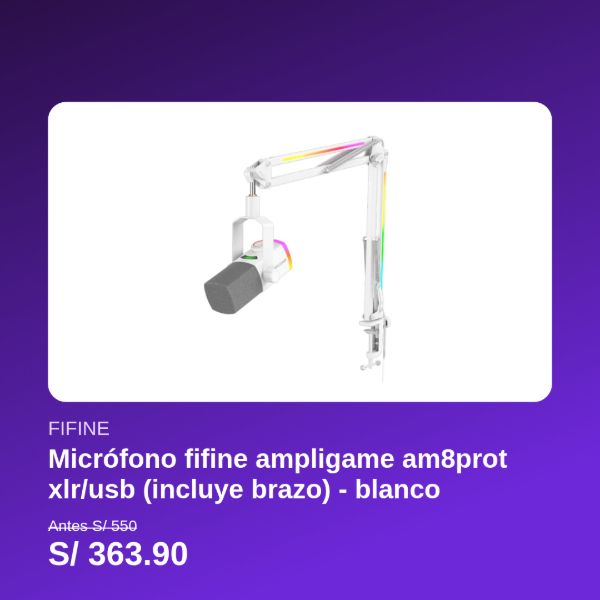 FIFINE
Micrófono fifine ampligame am8prot
xlr/usb (incluye brazo) - blanco
Antes S/ 550
S/ 363.90